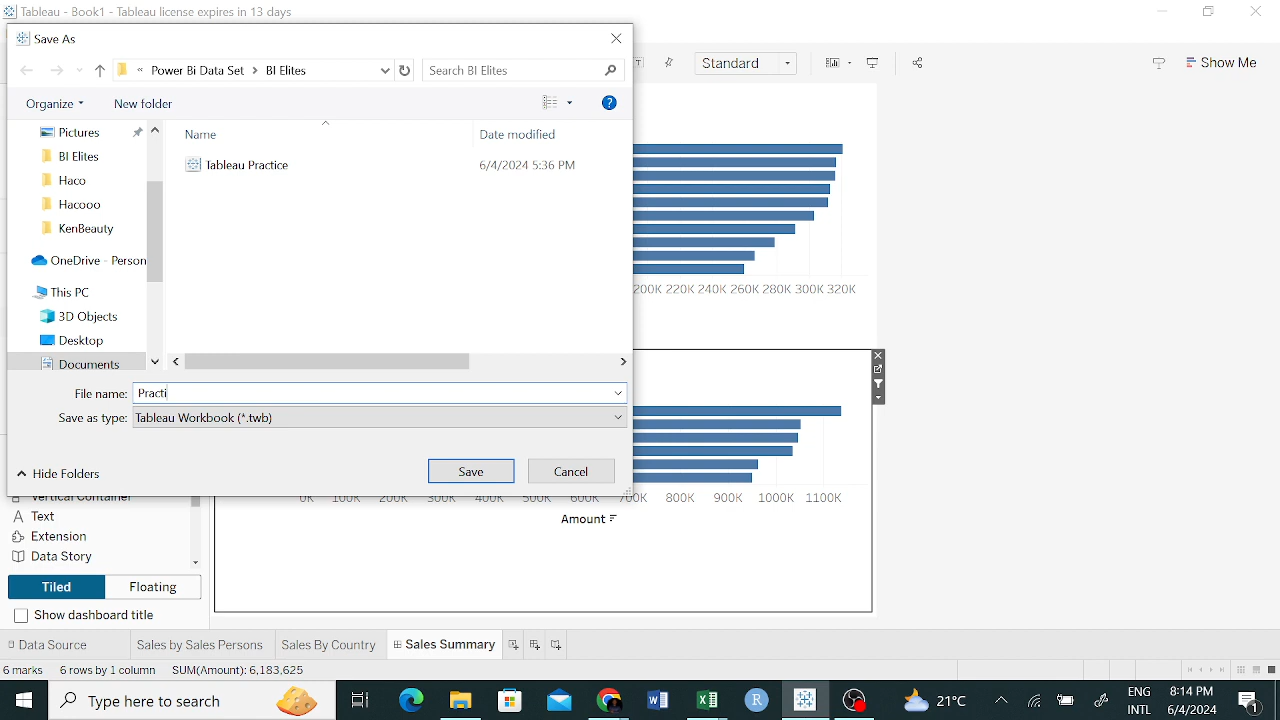 Tableau - Book1 - Tableau license expires in 13 days
Save As
« Power Bi Data Set > BI Elites
Search BI Elites
Standard
Show Me
Organize
New folder
Name
Date modified
Pictures
BI Elites
Haco
Hacooo
KenBeauty
OneDrive - Person
This PC
3D Objects
Desktop
Documents
Tableau Practice
6/4/2024 5:36 PM
200K 220K 240K 260K 280K 300K 320K
File name: Practi
Save as type: Tableau Workbook (*.twb)
Hide Folders
Save
Cancel
Vertical Container
0K 100K 200K 300K 400K 500K 600K 700K 800K 900K 1000K 1100K
Amount
Text
Extension
Data Story
Tiled
Floating
Show dashboard title
Data Source
Sales by Sales Persons
Sales By Country
Sales Summary
6 marks 6 rows by 1 column SUM(Amount): 6,183,625
Type here to search
21°C
ENG
INTL
8:14 PM
6/4/2024
1